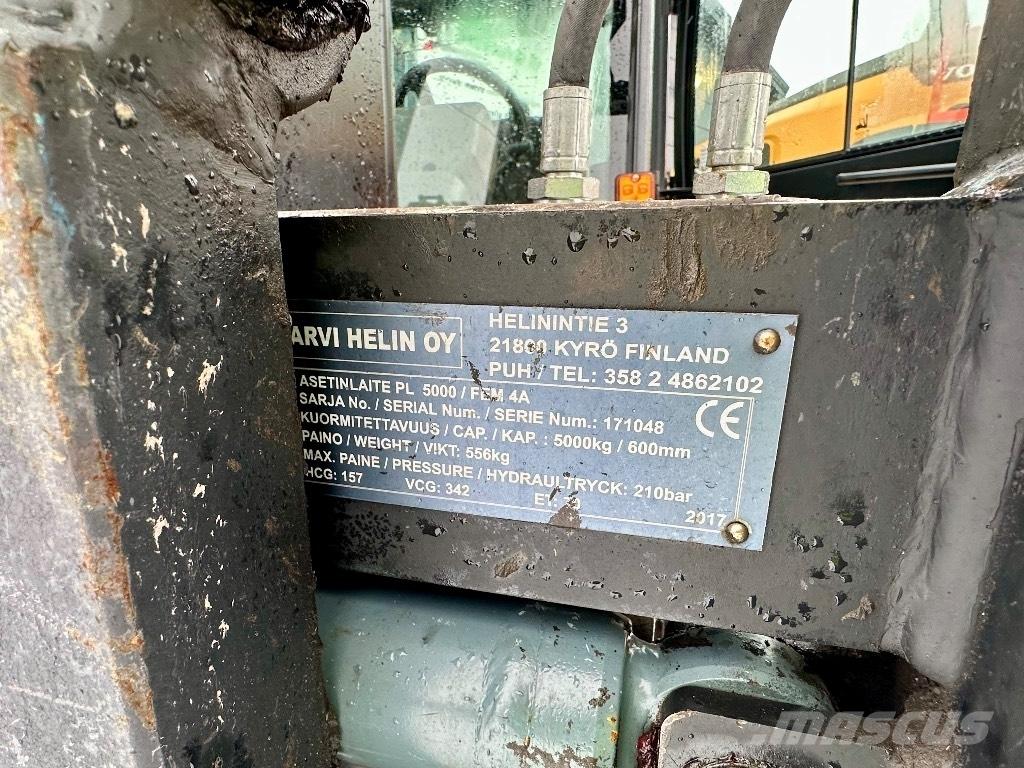 ARVI HELIN OY
HELININTIE 3
KYRÖ FINLAND
PUH / TEL: 358 2 4862102
ASETINLAITE PL 5000 / FEM 4A
SARJA No. / SERIAL Num. / SERIE Num.: 171048
KUORMITETTAVUUS / CAP. / KAP. : 5000kg / 600mm
PAINO / WEIGHT / VIKT: 556kg
MAX. PAINE / PRESSURE / HYDRAULTRYCK: 210bar
HCG: 157 VCG: 342
2017
CE
MASCUS